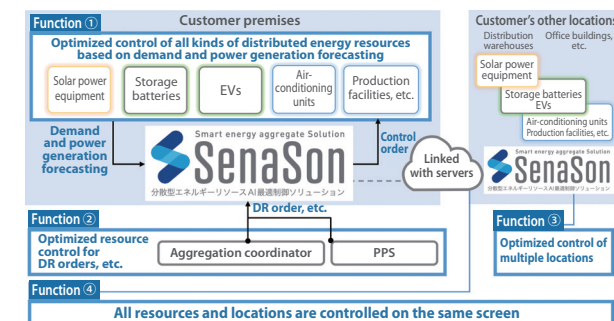 Function ①
Customer premises
Optimized control of all kinds of distributed energy resources
based on demand and power generation forecasting
Solar power
equipment
Storage
batteries
EVs
Air-
conditioning
units
Production
facilities, etc.
Demand
and power
generation
forecasting
Smart energy aggregate Solution
SenaSon
分散型エネルギーリソースAI最適制御ソリューション
Control
order
Linked
with servers
DR order, etc.
Customer's other locations
Distribution
warehouses
Office buildings,
etc.
Solar power
equipment
Storage batteries
EVs
Air-conditioning units
Production facilities, etc.
Smart energy aggregate Solution
SenaSon
分散型エネルギーリソースAI最適制御ソリューション
Function ②
Optimized resource
control for
DR orders, etc.
Aggregation coordinator
PPS
Function ③
Optimized control of
multiple locations
Function ④
All resources and locations are controlled on the same screen